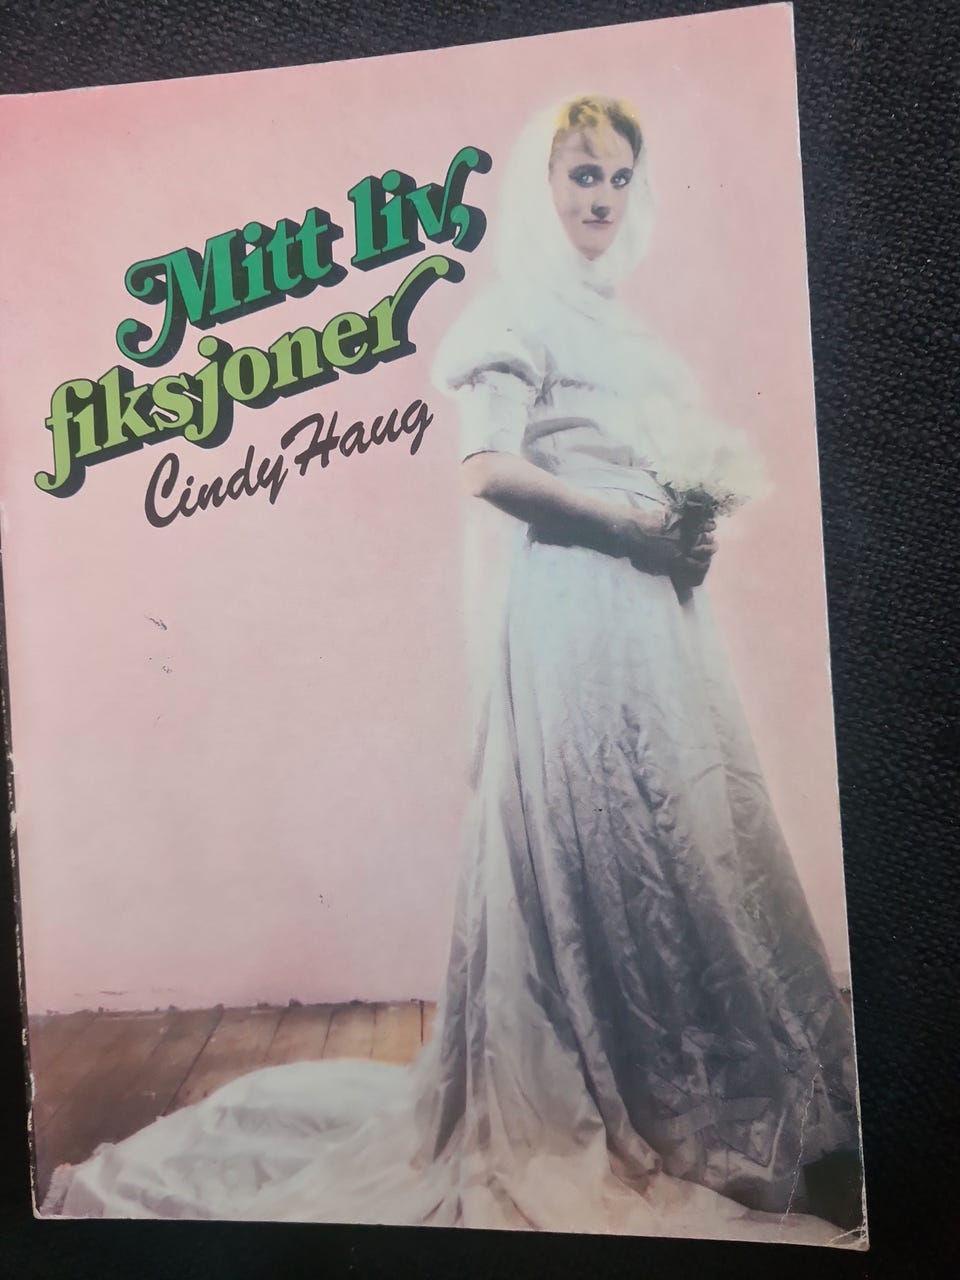 Mitt liv,
fiksjoner
Cindy Haug